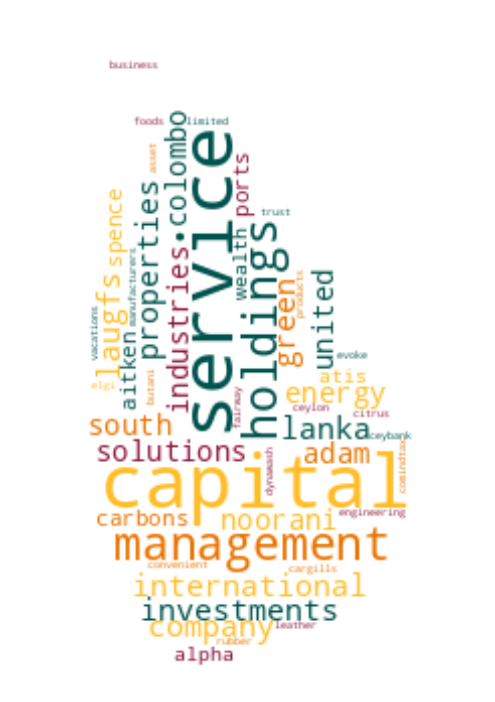 business
foods
limited
colombo
service
ports
asset
trust
spence
properties
industries.
wealth
holdings
green
products
united
manufacturers
vacations
laugfs
aitken
butani
elgi
evoke
atis
energy
fairway
ceylon
citrus
south
lanka
ceybank
solutions
adam
dynawash
comindtax
capital
carbons
noorani
engineering
management
convenient
cargills
international
investments
company
leather
rubber
alpha